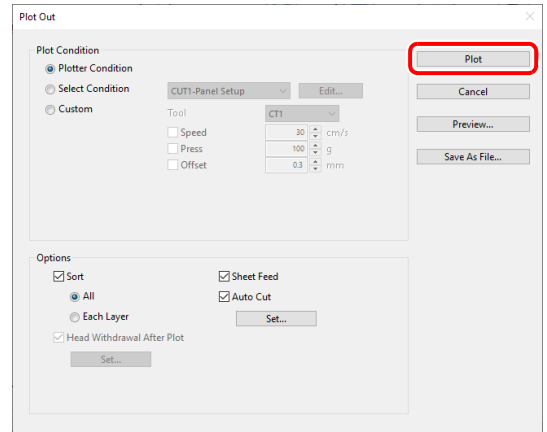 Plot Out
Plot Condition
Plotter Condition
Select Condition
CUT1-Panel Setup
Edit...
Custom
Tool
CT1
Speed
30
cm/s
Press
100
g
Offset
0.3
mm
Plot
Cancel
Preview...
Save As File...
Options
Sort
All
Each Layer
Head Withdrawal After Plot
Set...
Sheet Feed
Auto Cut
Set...